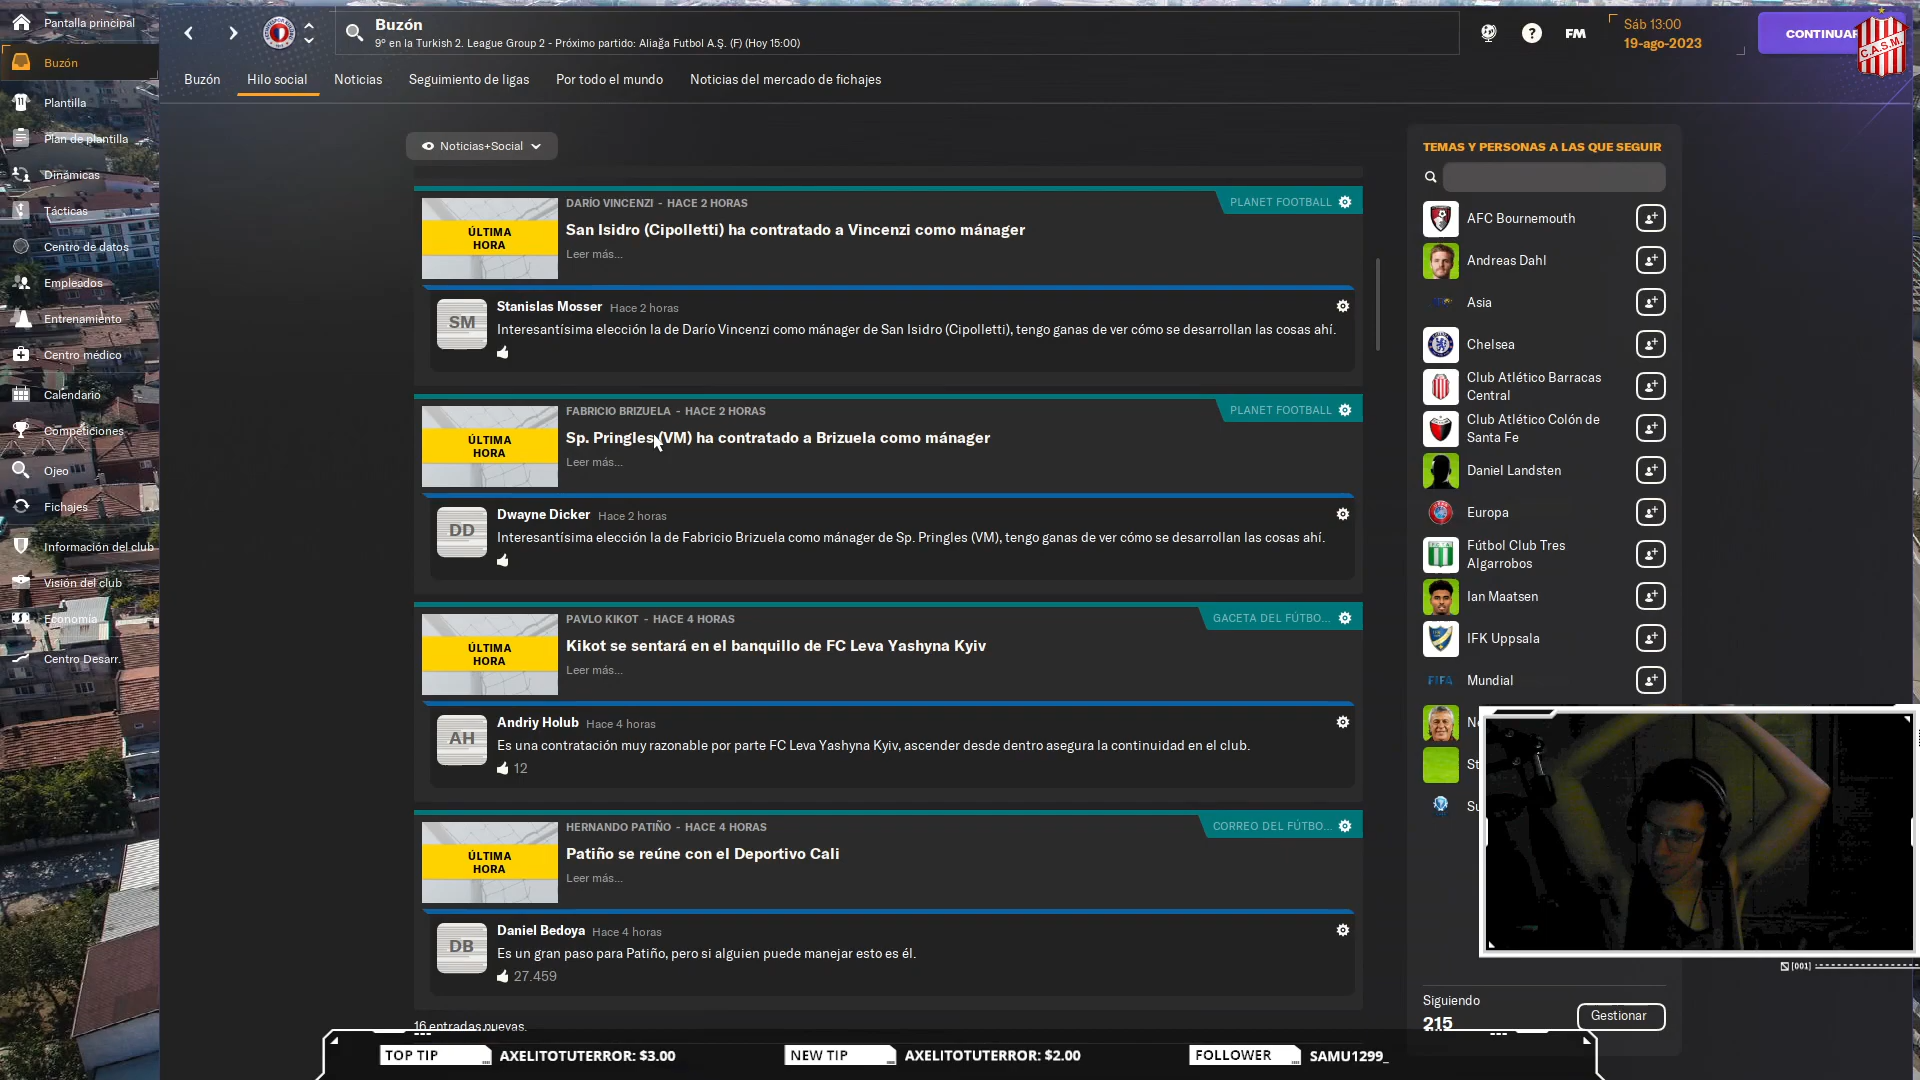 Pantalla principal
Buzón
Plantilla
Plan de plantilla
Dinámicas
Tácticas
Centro de datos
Empleados
Entrenamiento
Centro médico
Calendario
Competiciones
Ojeo
Fichajes
Información del club
Visión del club
Economía
Centro Desarr.
Buzón
9º en la Turkish 2. League Group 2 - Próximo partido: Aliağa Futbol A.Ş. (F) (Hoy 15:00)
FM
Sáb 13:00
19-ago-2023
CONTINUAR
C.A.S.M.
Buzón
Hilo social
Noticias
Seguimiento de ligas
Por todo el mundo
Noticias del mercado de fichajes
Noticias+Social
DARÍO VINCENZI - HACE 2 HORAS
PLANET FOOTBALL
ÚLTIMA
HORA
San Isidro (Cipolletti) ha contratado a Vincenzi como mánager
Leer más...
SM
Stanislas Mosser Hace 2 horas
Interesantísima elección la de Darío Vincenzi como mánager de San Isidro (Cipolletti), tengo ganas de ver cómo se desarrollan las cosas ahí.
FABRICIO BRIZUELA - HACE 2 HORAS
PLANET FOOTBALL
ÚLTIMA
HORA
Sp. Pringles (VM) ha contratado a Brizuela como mánager
Leer más...
DD
Dwayne Dicker Hace 2 horas
Interesantísima elección la de Fabricio Brizuela como mánager de Sp. Pringles (VM), tengo ganas de ver cómo se desarrollan las cosas ahí.
PAVLO KIKOT - HACE 4 HORAS
GACETA DEL FÚTBO...
ÚLTIMA
HORA
Kikot se sentará en el banquillo de FC Leva Yashyna Kyiv
Leer más...
AH
Andriy Holub Hace 4 horas
Es una contratación muy razonable por parte FC Leva Yashyna Kyiv, ascender desde dentro asegura la continuidad en el club.
12
HERNANDO PATIÑO - HACE 4 HORAS
CORREO DEL FÚTBO...
ÚLTIMA
HORA
Patiño se reúne con el Deportivo Cali
Leer más...
DB
Daniel Bedoya Hace 4 horas
Es un gran paso para Patiño, pero si alguien puede manejar esto es él.
27.459
16 entradas nuevas.
TEMAS Y PERSONAS A LAS QUE SEGUIR
AFC Bournemouth
Andreas Dahl
Asia
Chelsea
Club Atlético Barracas
Central
Club Atlético Colón de
Santa Fe
Daniel Landsten
Europa
Fútbol Club Tres
Algarrobos
Ian Maatsen
IFK Uppsala
FIFA
Mundial
St
Su
[001]
Siguiendo
215
Gestionar
TOP TIP
AXELITOTUTERROR: $3.00
NEW TIP
AXELITOTUTERROR: $2.00
FOLLOWER
SAMU1299_